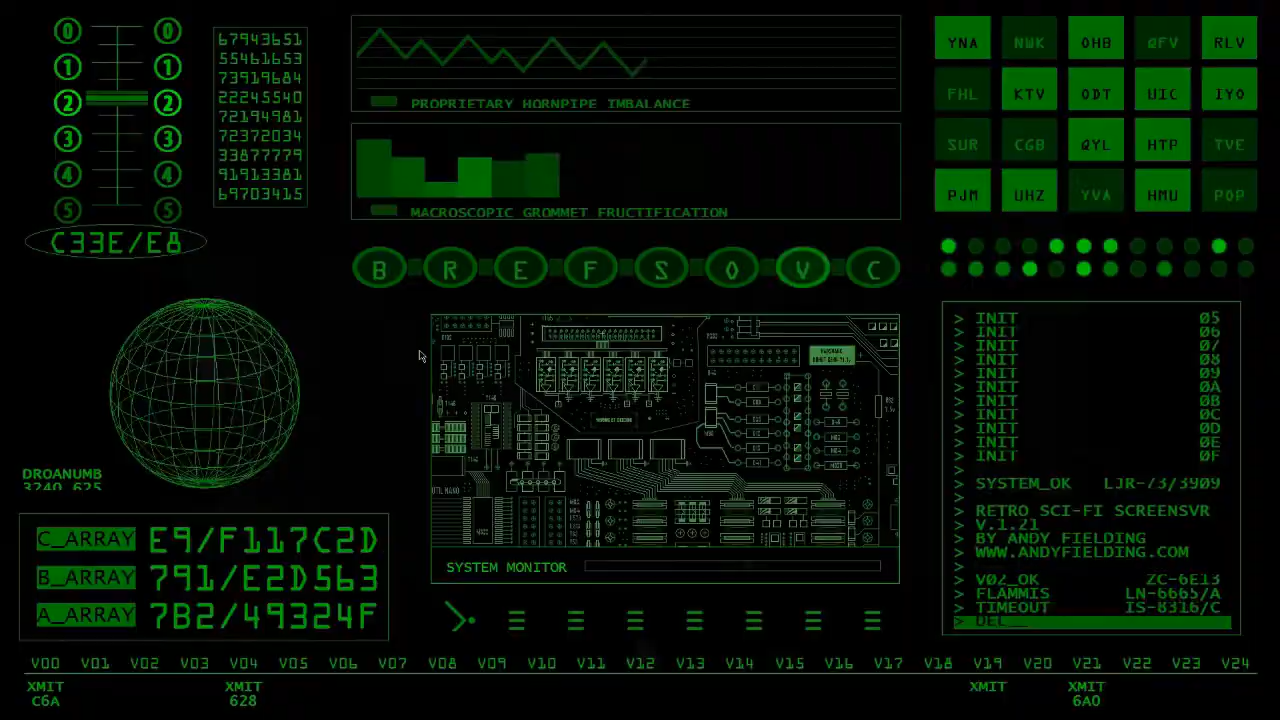 0 0
1 1
2 2
3 3
4 4
5 5
C33E/E8
67943651
55461653
73919684
22245540
72194981
72372034
33877779
91913381
69703415
PROPRIETARY HORNPIPE IMBALANCE
MACROSCOPIC GROMMET FRUCTIFICATION
YNA NWK OHB QFV RLV
FHL KTV ODT UIC IYO
SUR CGB QYL HTP TVE
PJM UHZ YVA HMU POP
B R E F S O V C
DROANUMB
3240 625
C_ARRAY E9/F117C2D
B_ARRAY 791/E2D563
A_ARRAY 7B2/49324F
SYSTEM MONITOR
> INIT 05
> INIT 06
> INIT 07
> INIT 08
> INIT 09
> INIT 0A
> INIT 0B
> INIT 0C
> INIT 0D
> INIT 0E
> INIT 0F
>
> SYSTEM_OK LJR-73/3909
>
> RETRO SCI-FI SCREENSVR
> V.1.21
> BY ANDY FIELDING
> WWW.ANDYFIELDING.COM
>
> V02_OK ZC-6E13
> FLAMMIS LN-6665/A
> TIMEOUT IS-8316/C
> DEL__
V00 V01 V02 V03 V04 V05 V06 V07 V08 V09 V10 V11 V12 V13 V14 V15 V16 V17 V18 V19 V20 V21 V22 V23 V24
XMIT XMIT XMIT XMIT
C6A 628 6A0